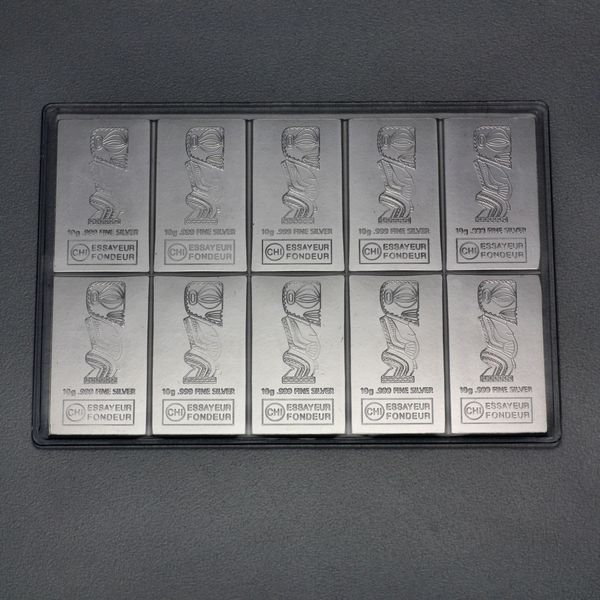 10g .999 FINE SILVER 10g .999 FINE SILVER 10g .999 FINE SILVER 10g .999 FINE SILVER 10g .999 FINE SILVER
CHI ESSAYEUR CHI ESSAYEUR CHI ESSAYEUR CHI ESSAYEUR CHI ESSAYEUR
FONDEUR FONDEUR FONDEUR FONDEUR FONDEUR
10g .999 FINE SILVER 10g .999 FINE SILVER 10g .999 FINE SILVER 10g .999 FINE SILVER 10g .999 FINE SILVER
CHI ESSAYEUR CHI ESSAYEUR CHI ESSAYEUR CHI ESSAYEUR CHI ESSAYEUR
FONDEUR FONDEUR FONDEUR FONDEUR FONDEUR